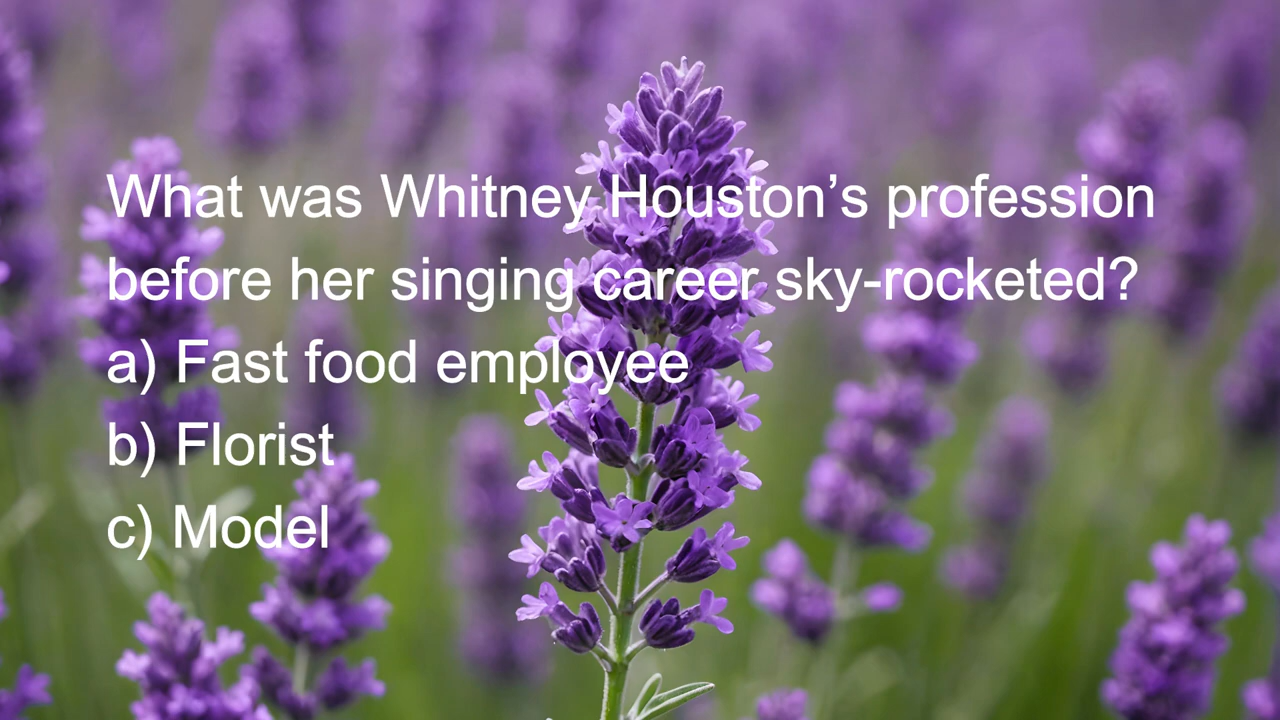 What was Whitney Houston’s profession
before her singing career sky-rocketed?
a) Fast food employee
b) Florist
c) Model